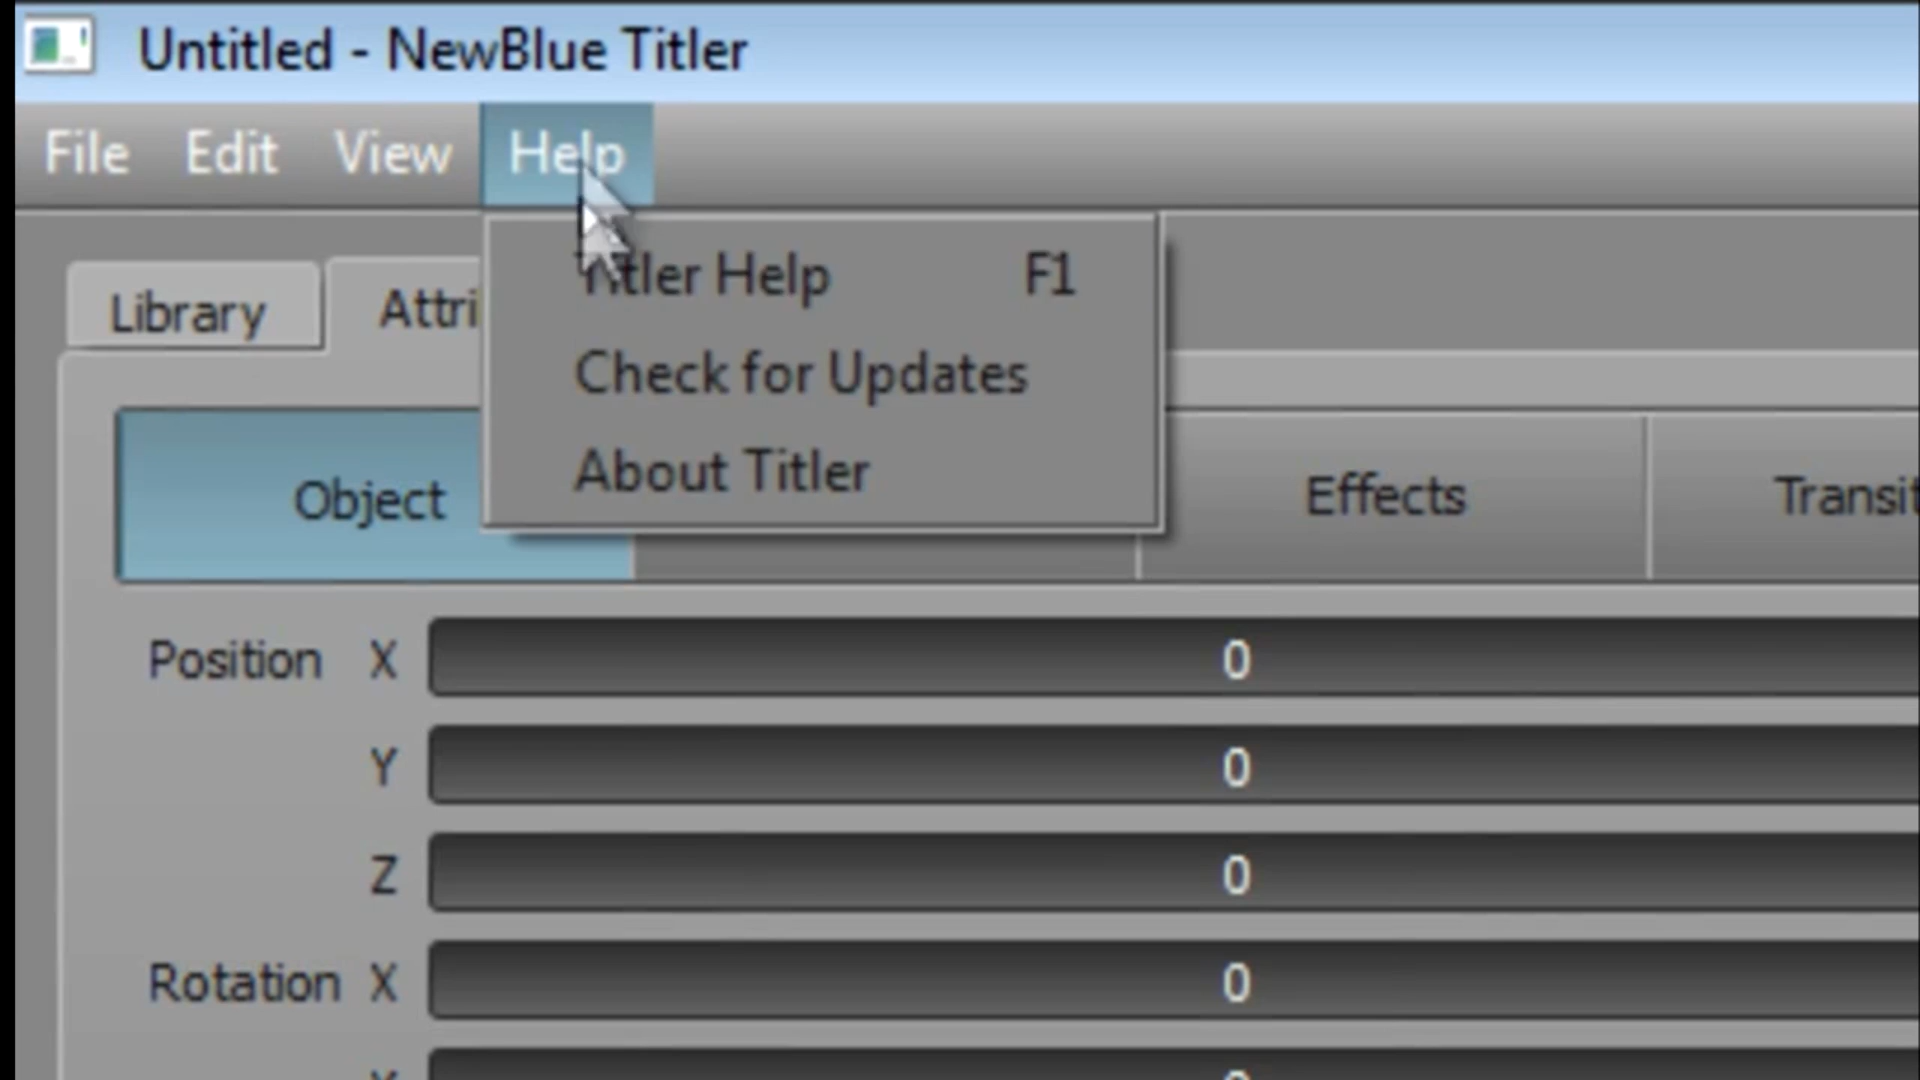 Untitled - NewBlue Titler
File Edit View Help
Titler Help F1
Library Attri
Check for Updates
About Titler
Object Effects Transit
Position X 0
Y 0
Z 0
Rotation X 0